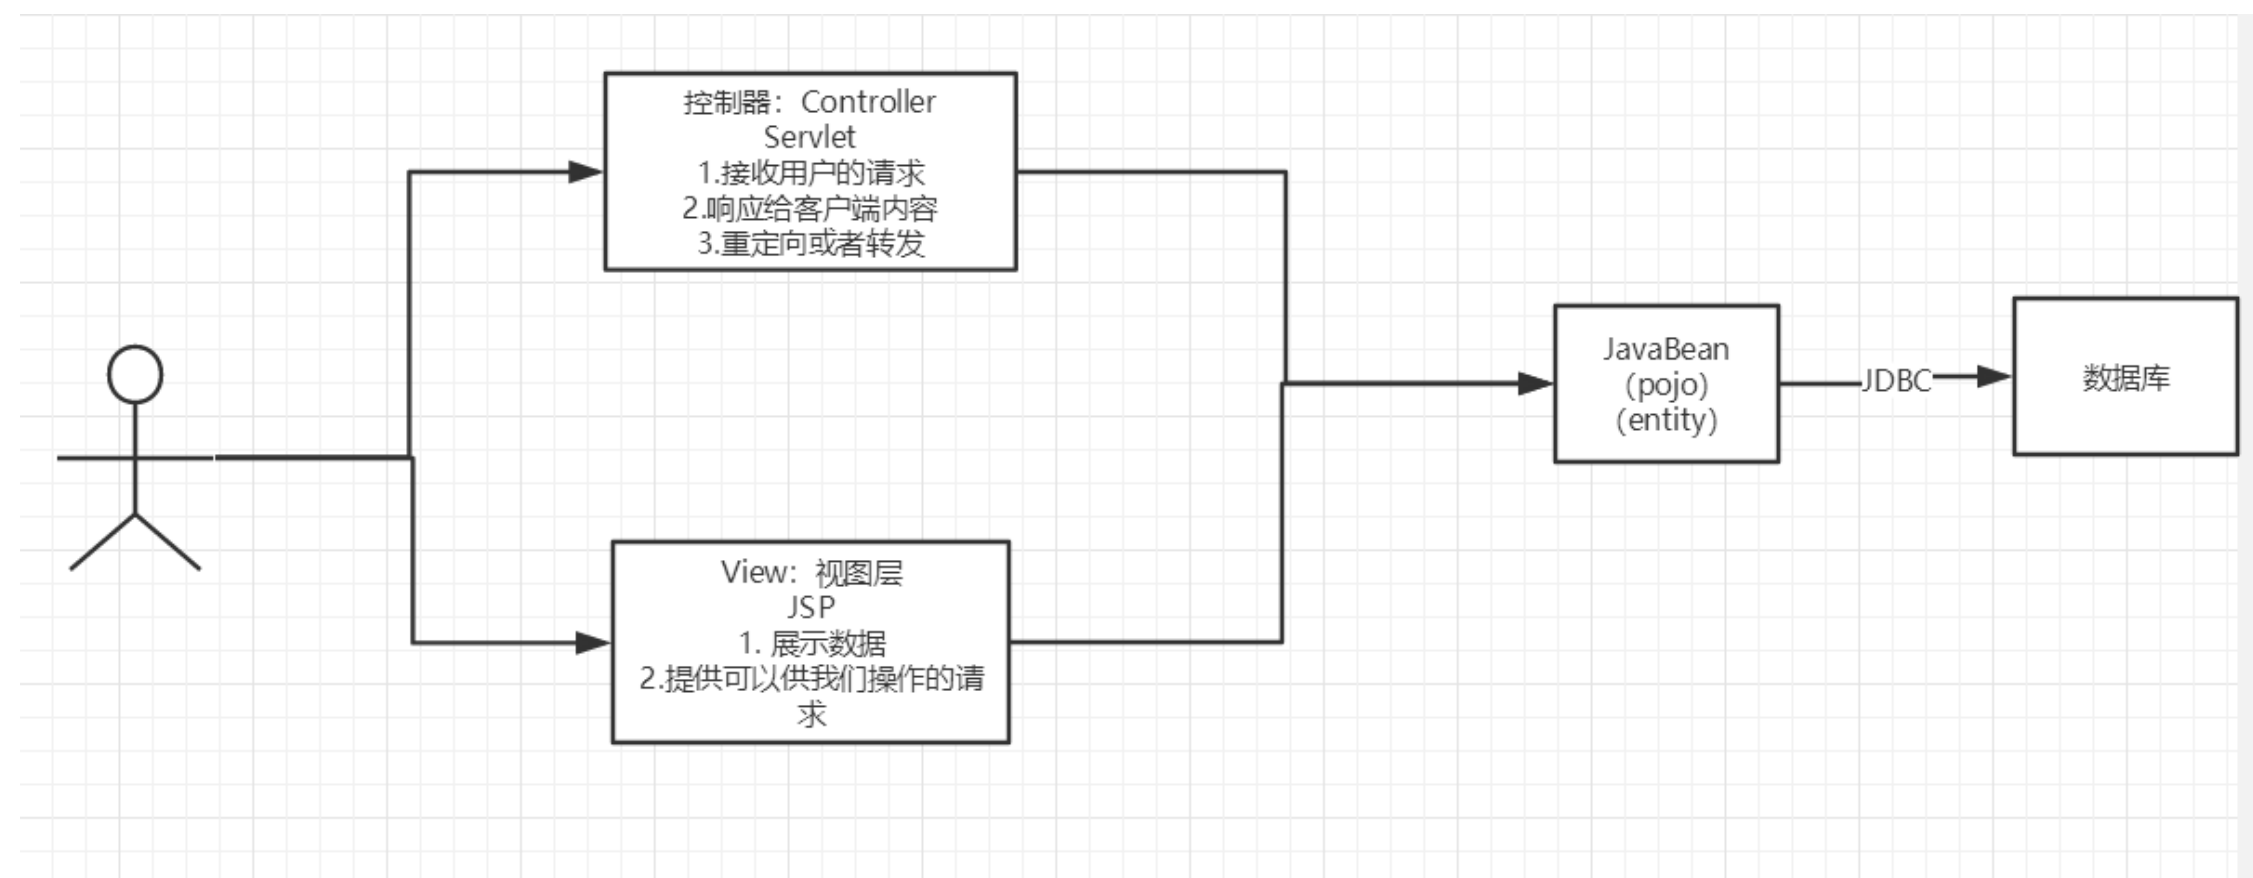 控制器：Controller
Servlet
1.接收用户的请求
2.响应给客户端内容
3.重定向或者转发
View：视图层
JSP
1. 展示数据
2.提供可以供我们操作的请
求
JavaBean
(pojo)
(entity)
JDBC
数据库